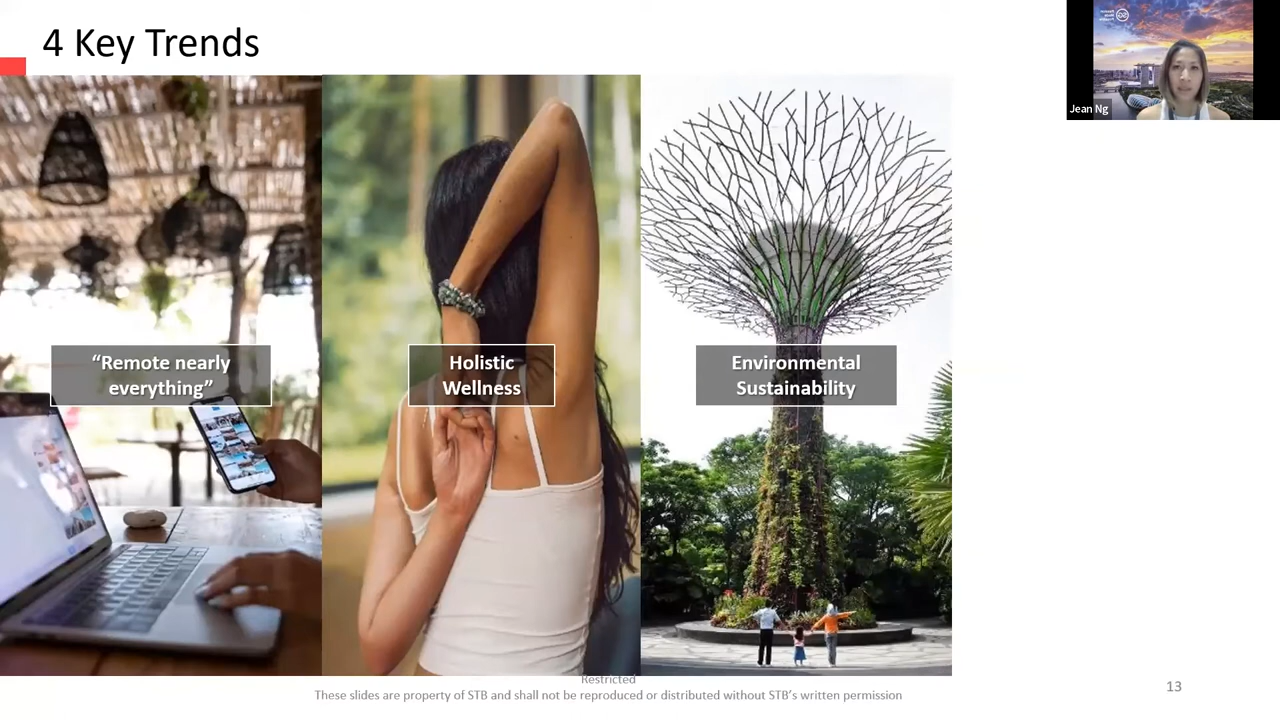 4 Key Trends
Jean Ng
“Remote nearly
everything”
Holistic
Wellness
Environmental
Sustainability
Restricted
These slides are property of STB and shall not be reproduced or distributed without STB’s written permission
13